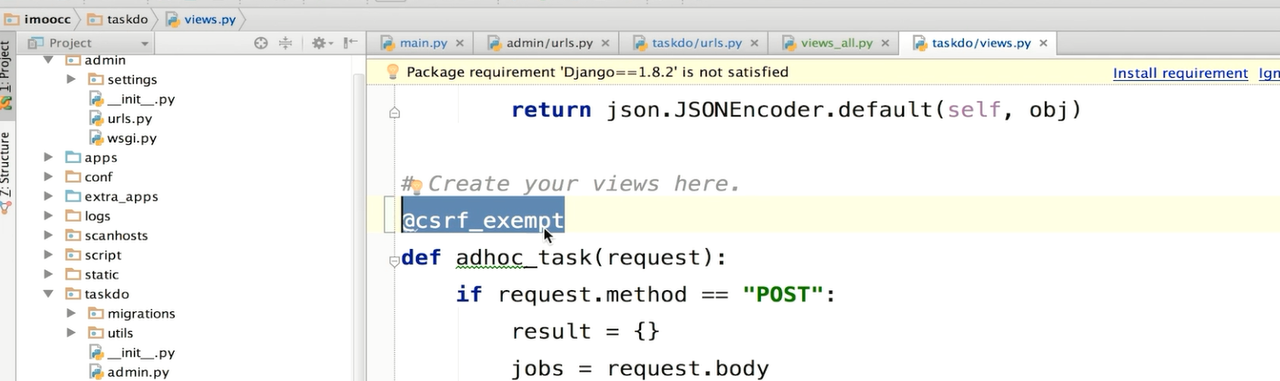 imoocc taskdo views.py
Project
main.py
admin/urls.py
taskdo/urls.py
views_all.py
taskdo/views.py
1: Project
Z: Structure
admin
settings
__init__.py
urls.py
wsgi.py
apps
conf
extra_apps
logs
scanhosts
script
static
taskdo
migrations
utils
__init__.py
admin.py
Package requirement 'Django==1.8.2' is not satisfied
Install requirement Ign
return json.JSONEncoder.default(self, obj)
# Create your views here.
@csrf_exempt
def adhoc_task(request):
if request.method == "POST":
result = {}
jobs = request.body